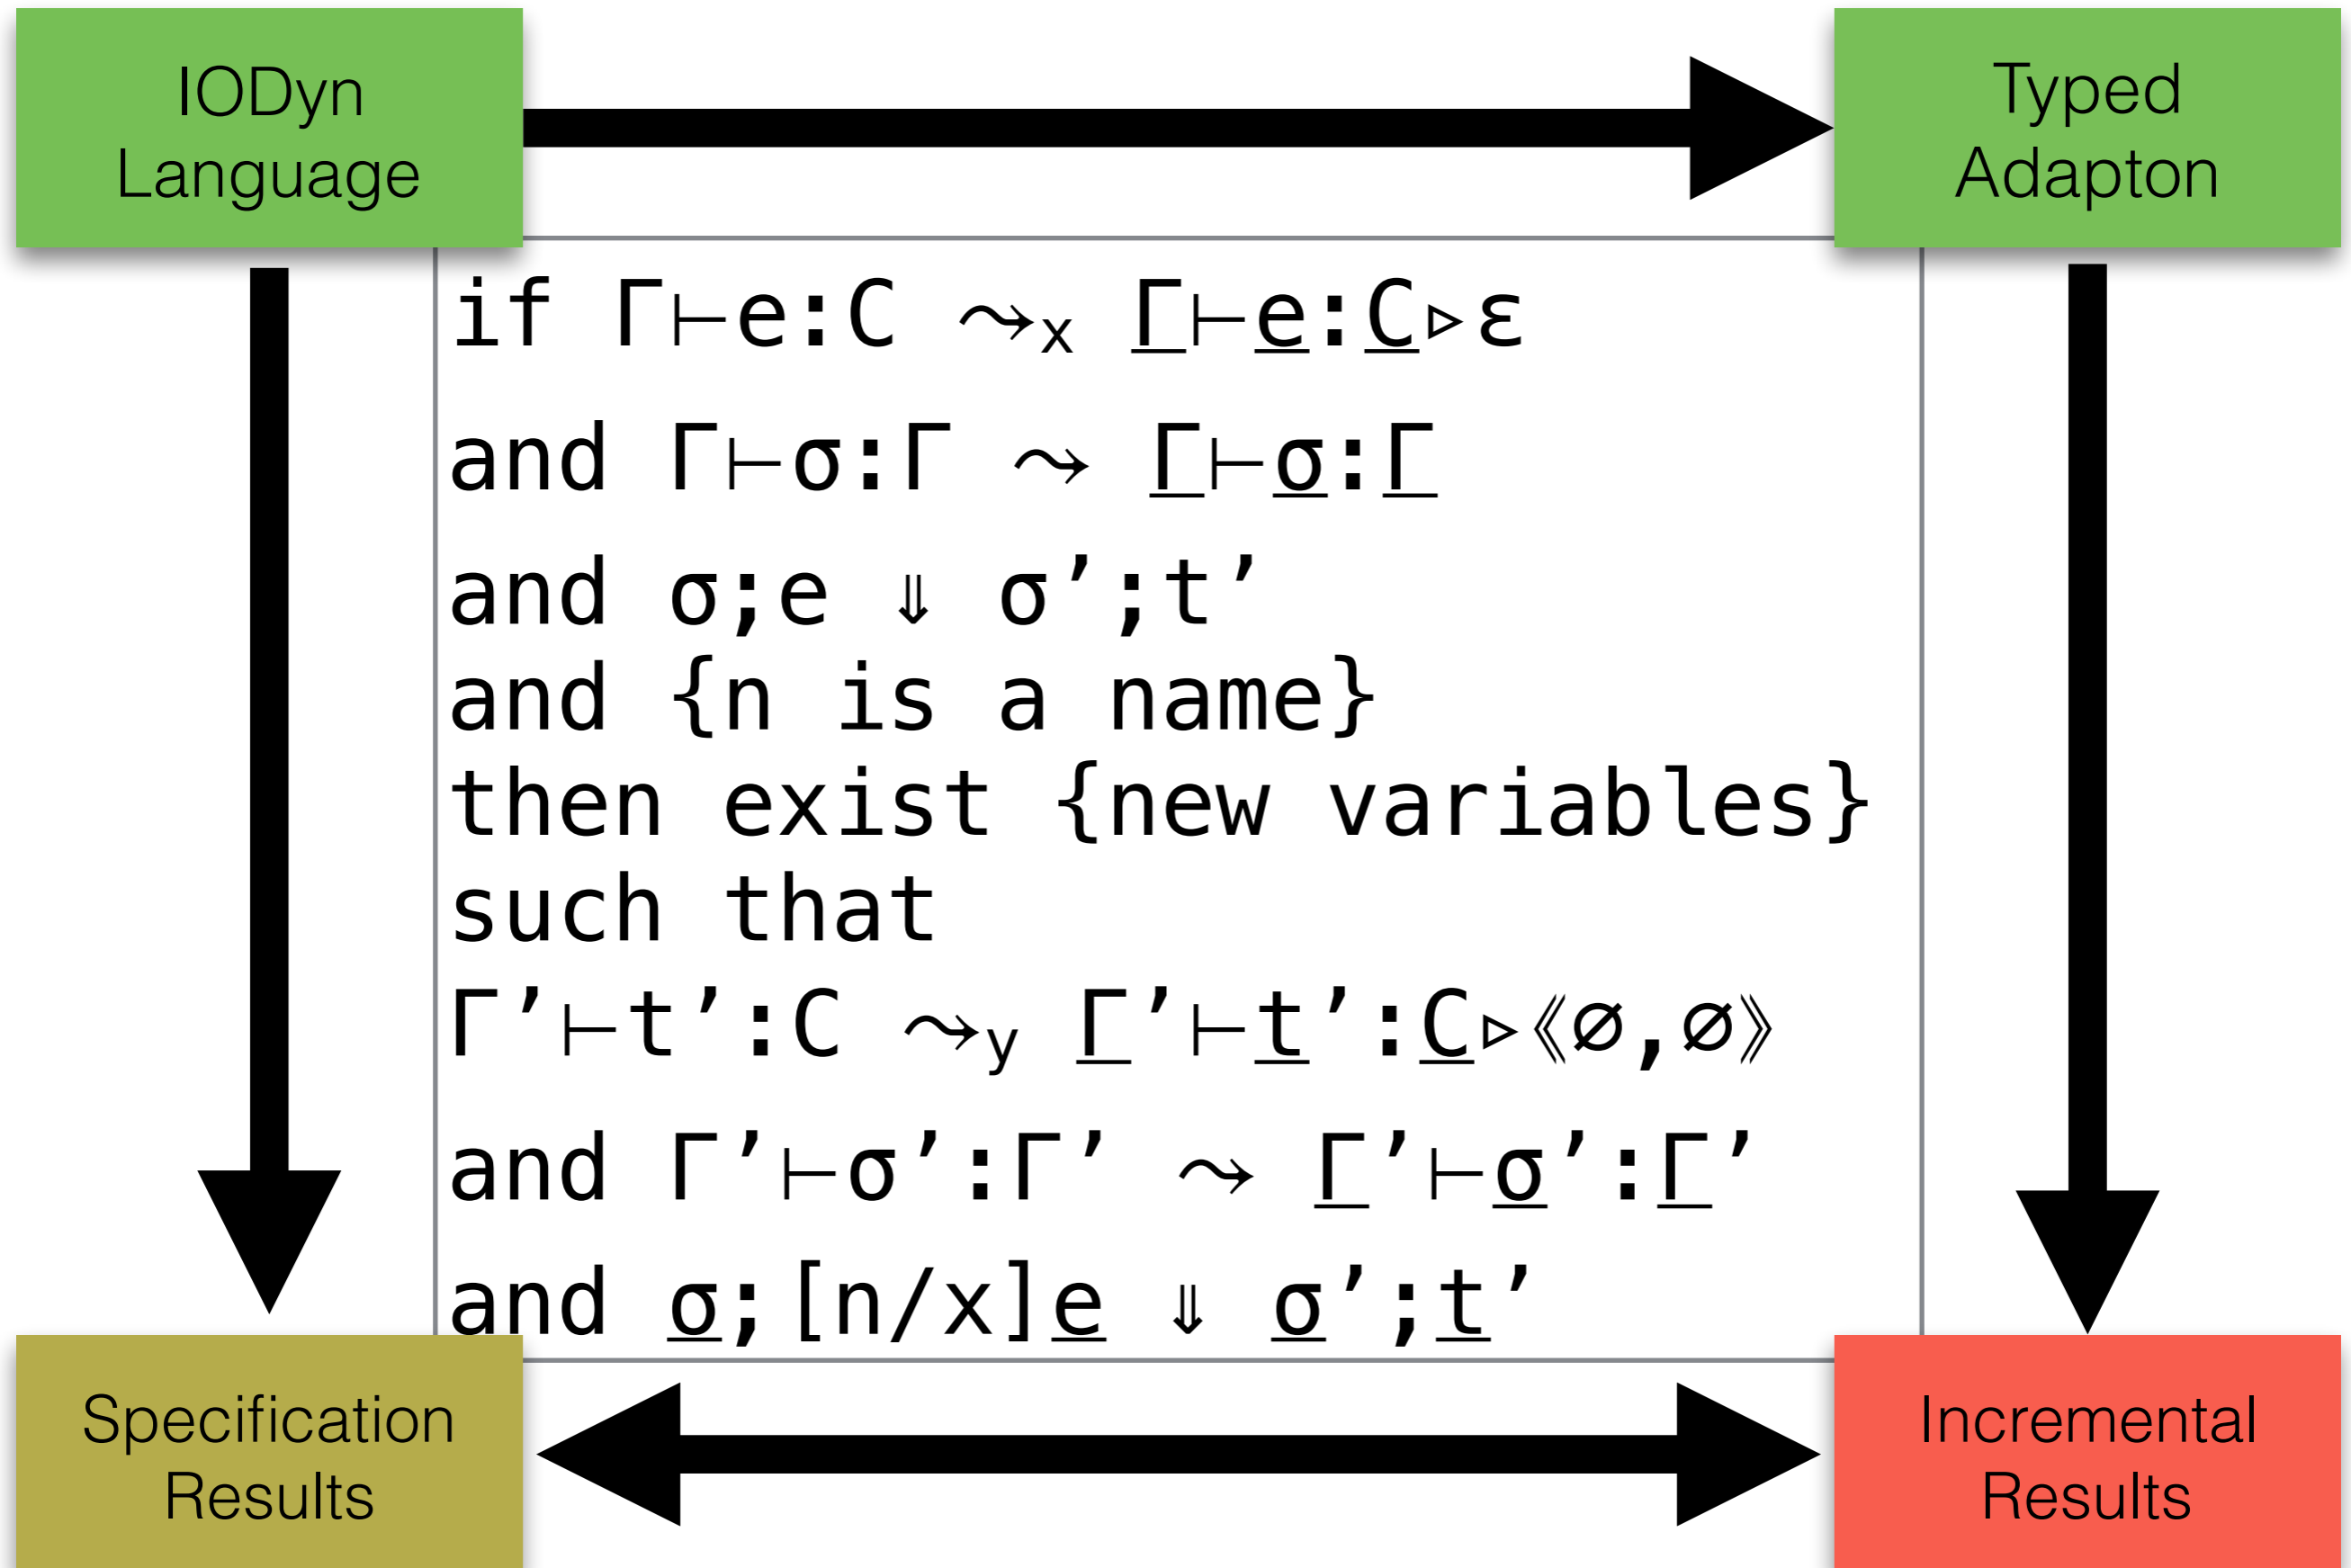 IODyn
Language
Typed
Adapton
if Γ⊢e:C ⤳ₓ Γ̲⊢e̲:C̲▹ε
and Γ⊢σ:Γ ⤳ Γ̲⊢σ̲:Γ̲
and σ;e ⇓ σ’;t’
and {n is a name}
then exist {new variables}
such that
Γ’⊢t’:C ⤳y Γ̲’⊢t̲’:C̲▹⟪∅,∅⟫
and Γ’⊢σ’:Γ’ ⤳ Γ̲’⊢σ̲’:Γ̲’
and σ̲;[n/x]e̲ ⇓ σ̲’;t̲’
Specification
Results
Incremental
Results